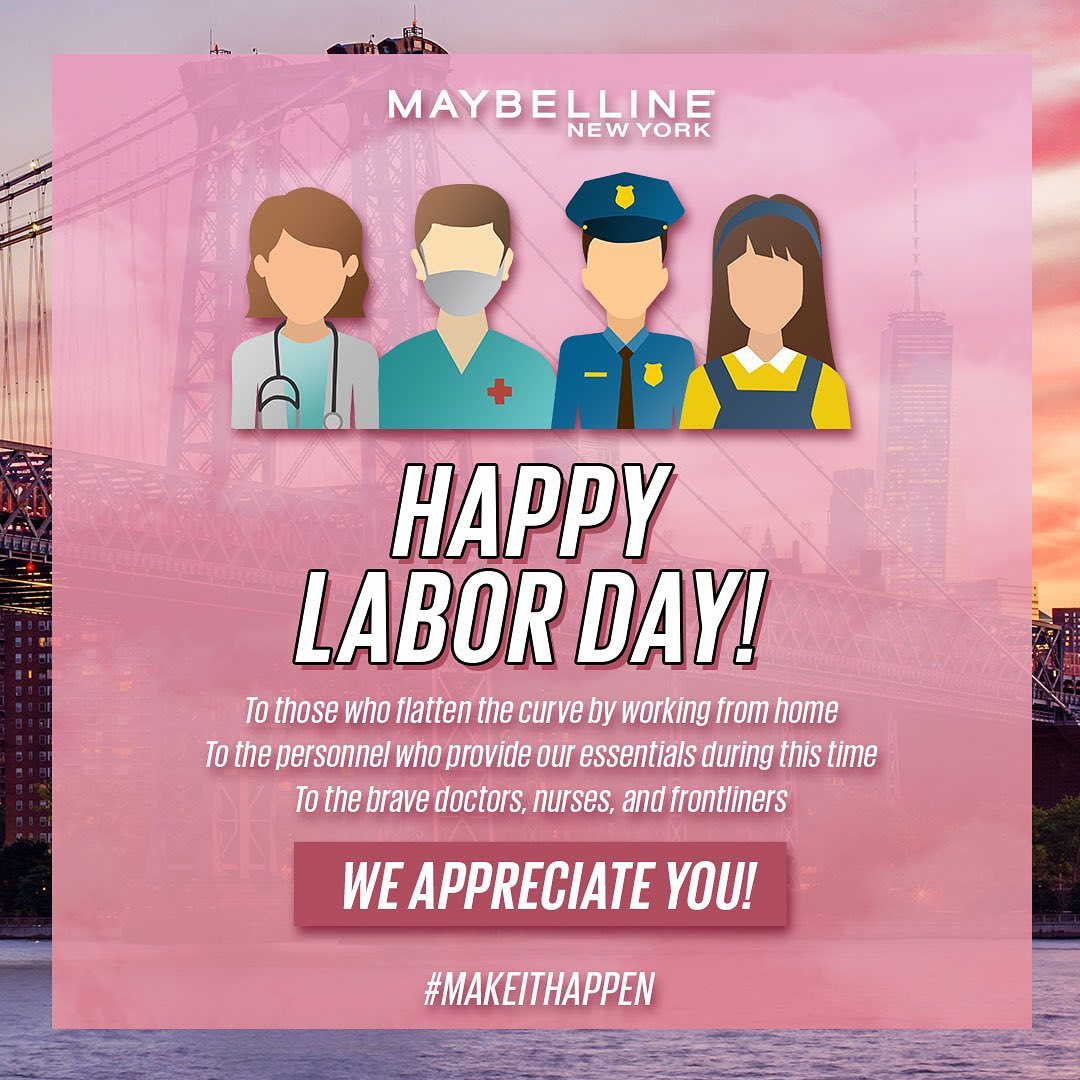 MAYBELLINE
NEW YORK
HAPPY
LABOR DAY!
To those who flatten the curve by working from home
To the personnel who provide our essentials during this time
To the brave doctors, nurses, and frontliners
WE APPRECIATE YOU!
#MAKEITHAPPEN